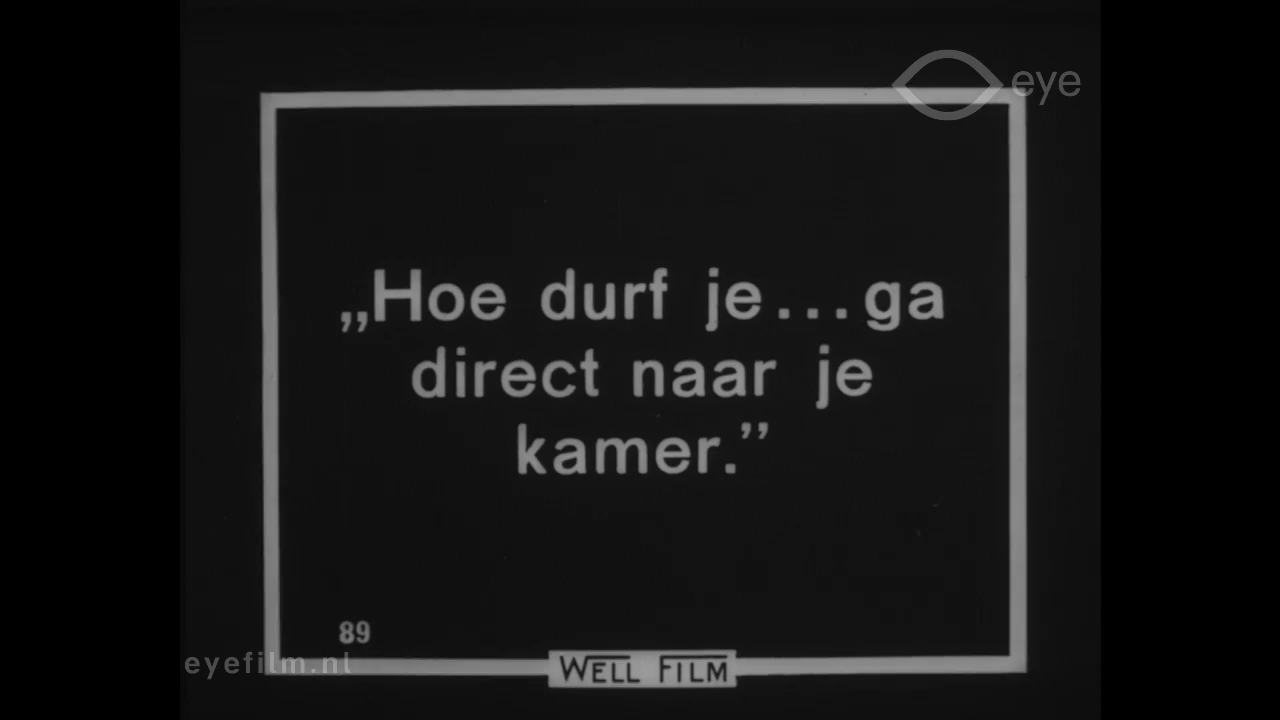 eye
„Hoe durf je...ga
direct naar je
kamer.”
89
eyefilm.nl
WELL FILM